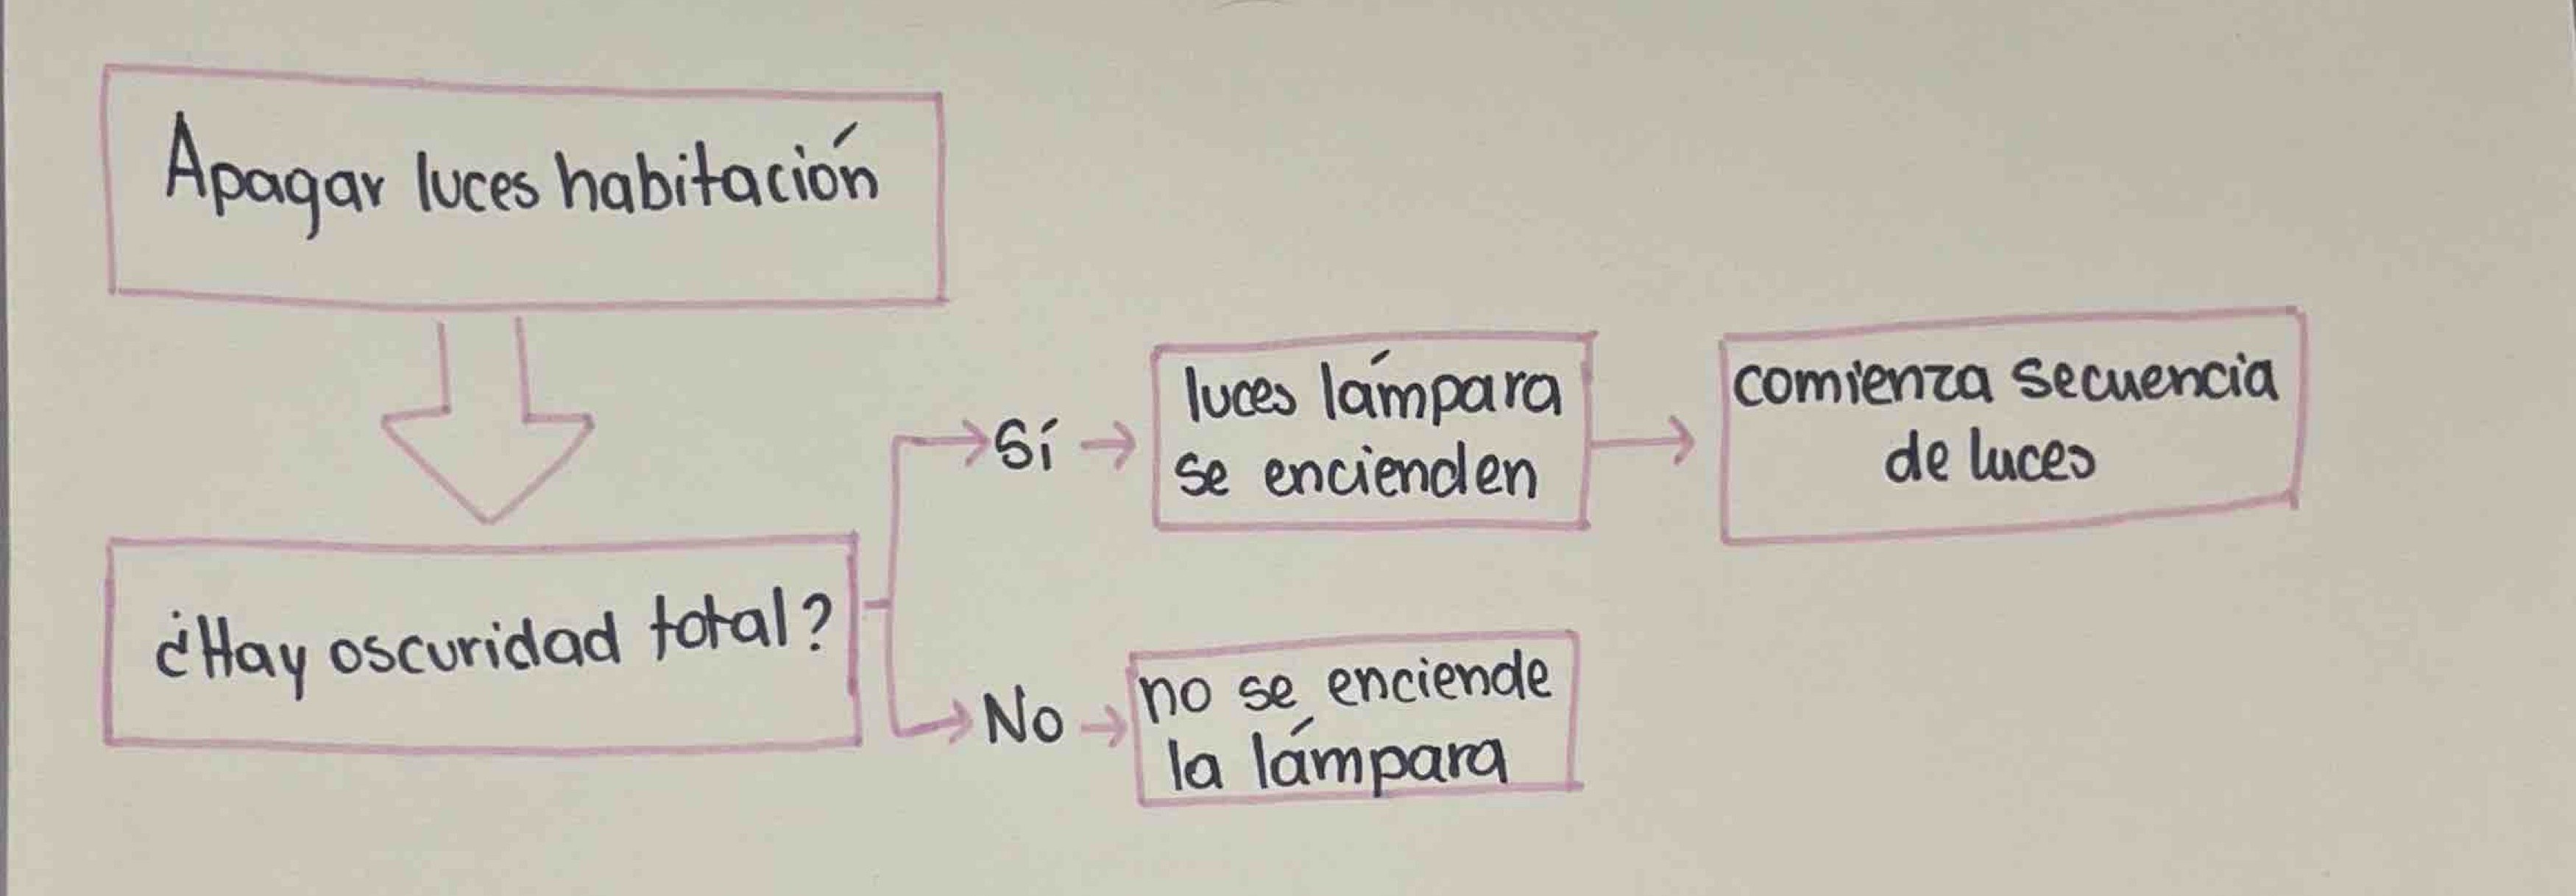 Apagar luces habitación
¿Hay oscuridad total?
Sí
luces lámpara
se encienden
comienza secuencia
de luces
No
no se enciende
la lámpara